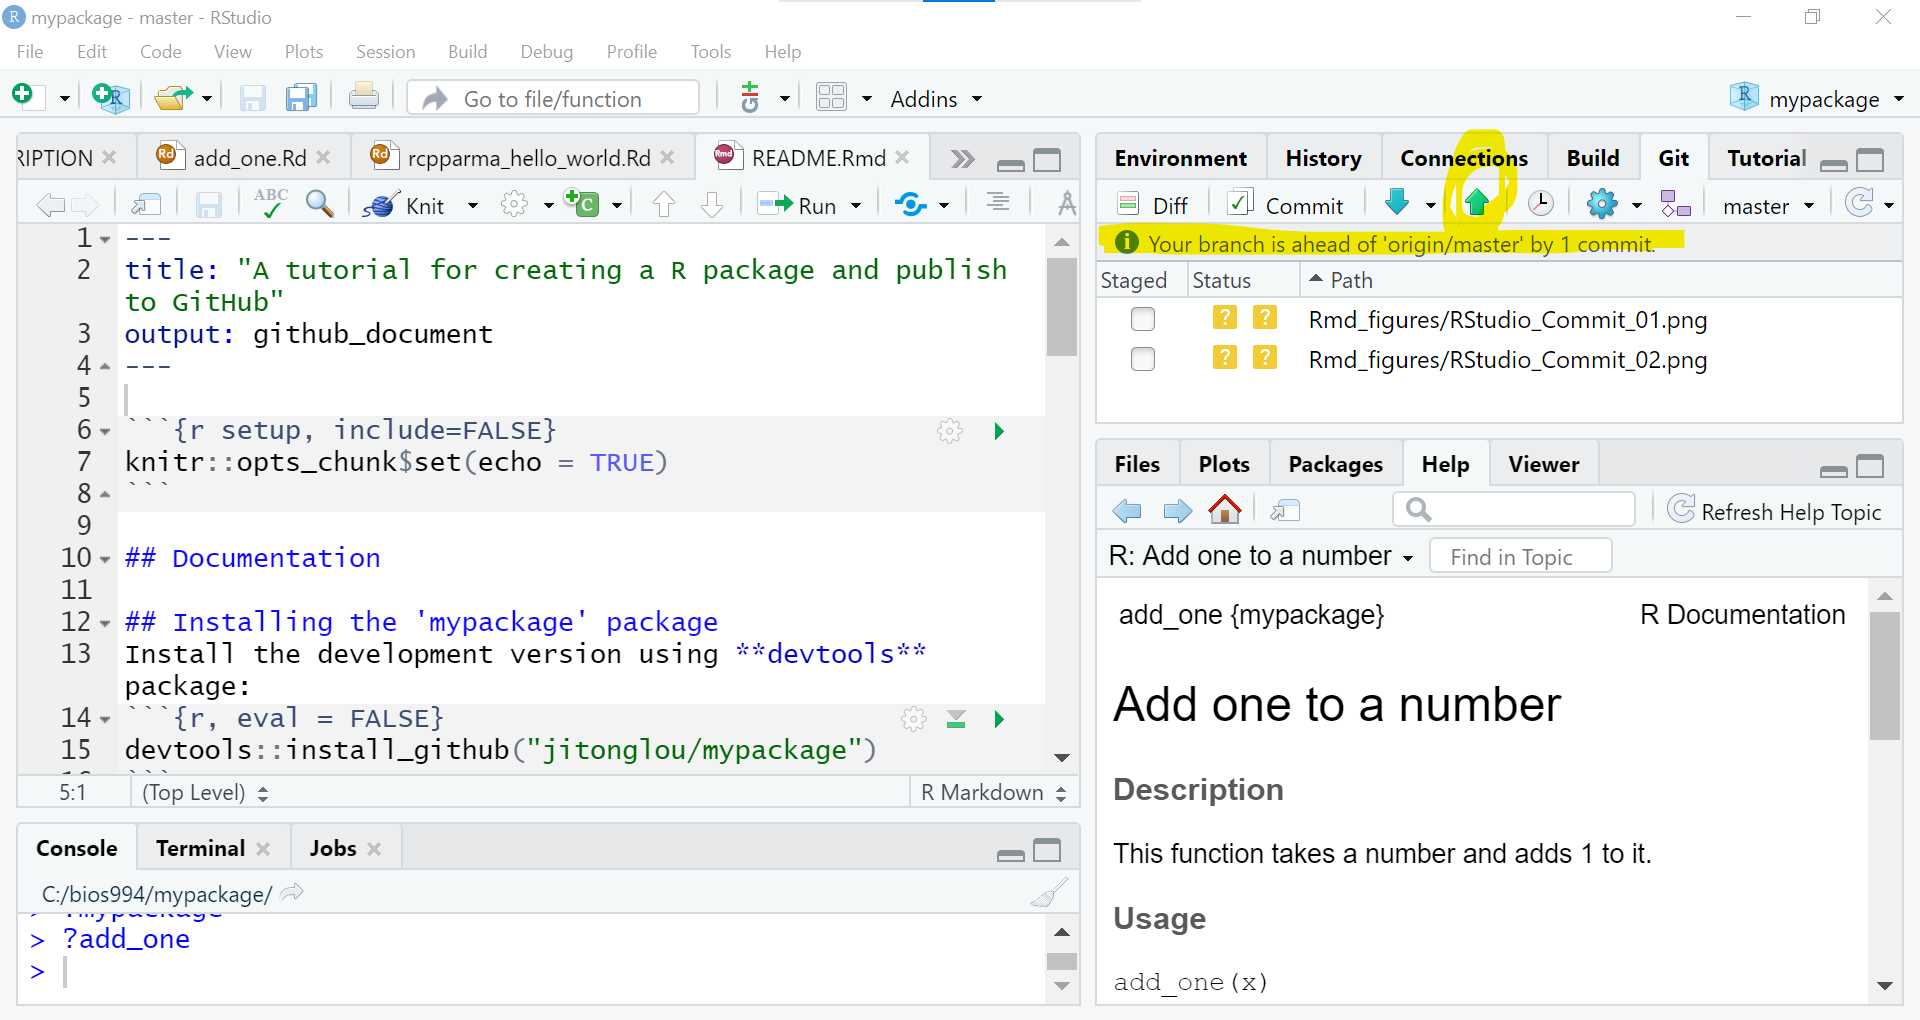 mypackage - master - RStudio
File Edit Code View Plots Session Build Debug Profile Tools Help
Go to file/function Addins mypackage
RIPTION add_one.Rd rcpparma_hello_world.Rd README.Rmd
ABC Knit Run
1 ---
2 title: "A tutorial for creating a R package and publish
to GitHub"
3 output: github_document
4 ---
5
6 ```{r setup, include=FALSE}
7 knitr::opts_chunk$set(echo = TRUE)
8 ```
9
10 ## Documentation
11
12 ## Installing the 'mypackage' package
13 Install the development version using **devtools**
package:
14 ```{r, eval = FALSE}
15 devtools::install_github("jitonglou/mypackage")
5:1 (Top Level) R Markdown
Console Terminal Jobs
C:/bios994/mypackage/
> ?mypackage
> ?add_one
>
Environment History Connections Build Git Tutorial
Diff Commit master
Your branch is ahead of 'origin/master' by 1 commit.
Staged Status Path
? ? Rmd_figures/RStudio_Commit_01.png
? ? Rmd_figures/RStudio_Commit_02.png
Files Plots Packages Help Viewer
Refresh Help Topic
R: Add one to a number Find in Topic
add_one {mypackage} R Documentation
Add one to a number
Description
This function takes a number and adds 1 to it.
Usage
add_one(x)